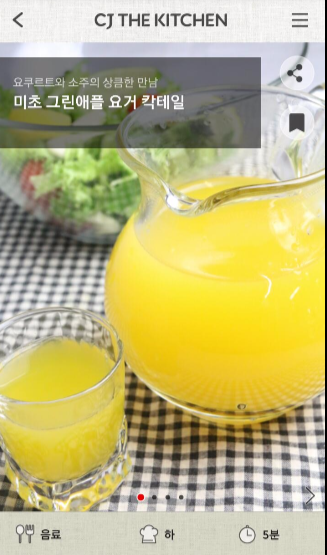 CJ THE KITCHEN
요쿠르트와 소주의 상큼한 만남
미초 그린애플 요거 칵테일
음료
하
5분